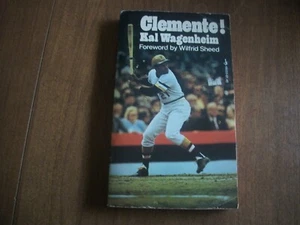 Clemente!
Kal Wagenheim
Foreword by Wilfrid Sheed